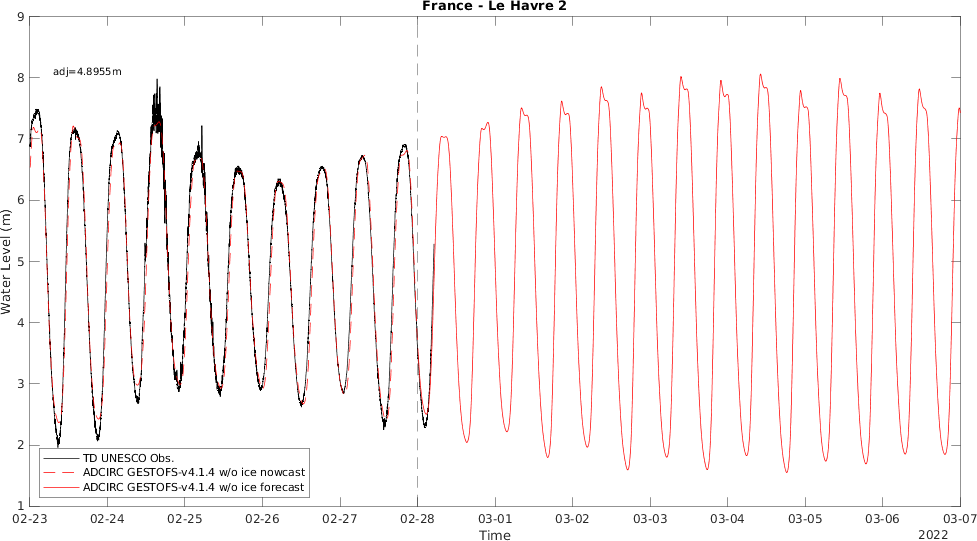 France - Le Havre 2
9
8
7
6
5
4
3
2
1
Water Level (m)
adj=4.8955m
TD UNESCO Obs.
ADCIRC GESTOFS-v4.1.4 w/o ice nowcast
ADCIRC GESTOFS-v4.1.4 w/o ice forecast
02-23 02-24 02-25 02-26 02-27 02-28 03-01 03-02 03-03 03-04 03-05 03-06 03-07
Time
2022